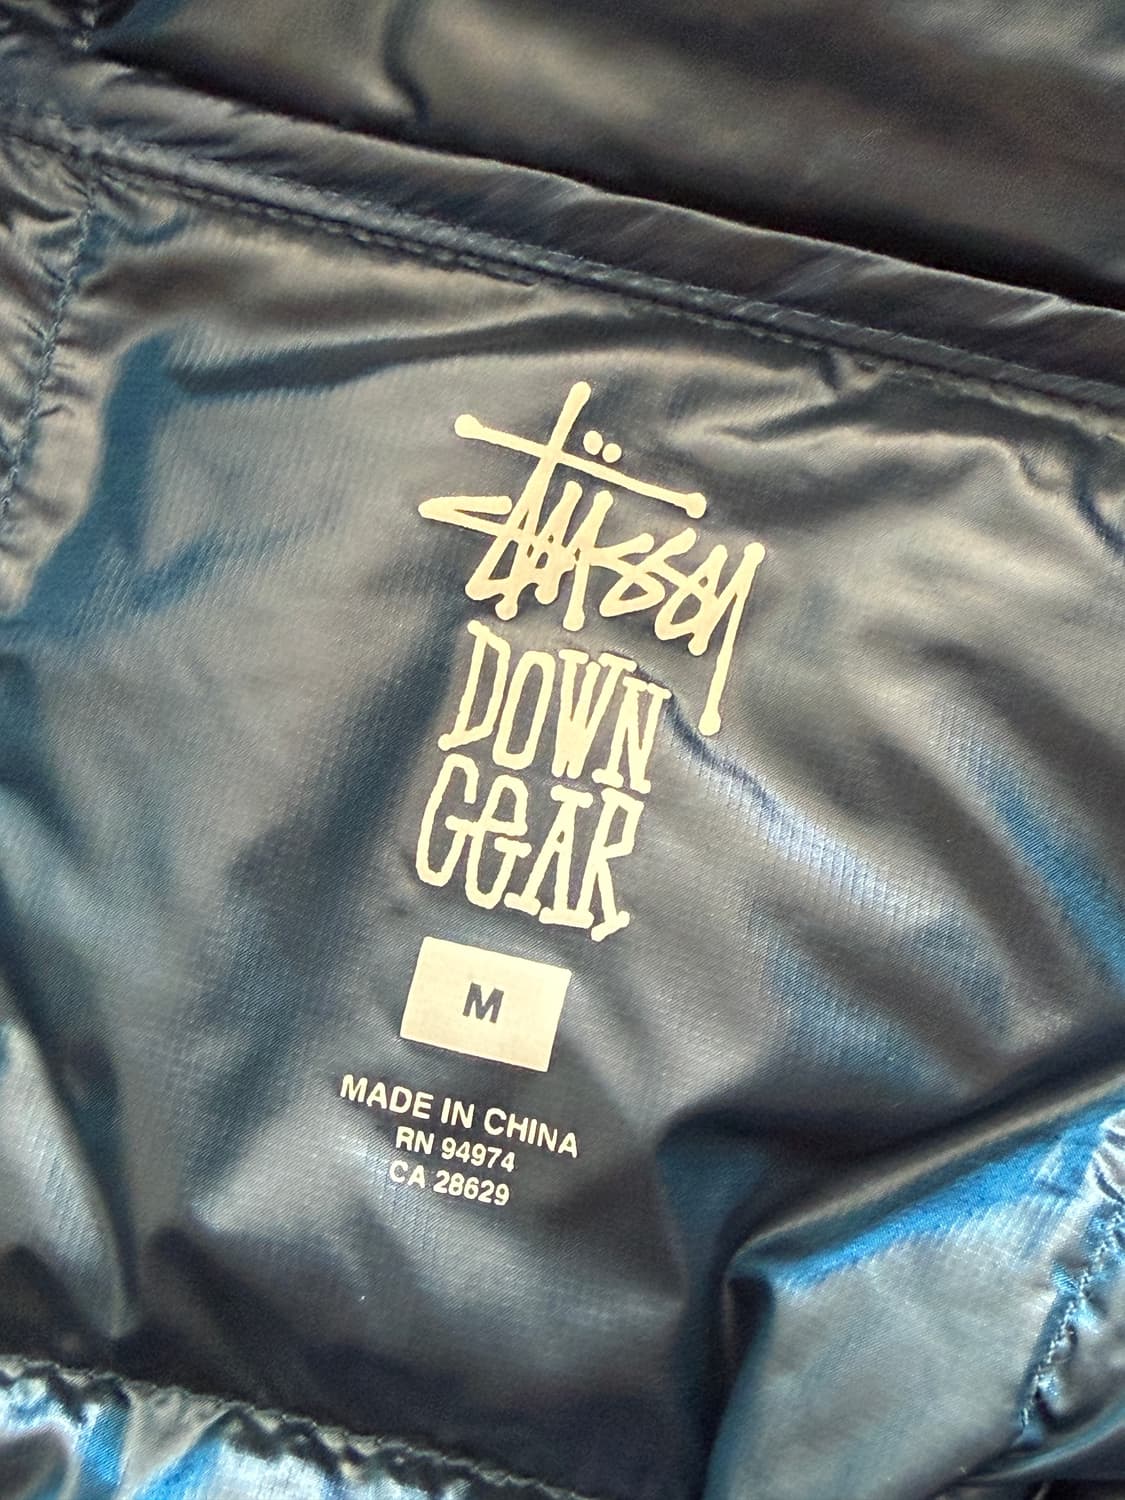 Stüssy
DOWN
GEAR
M
MADE IN CHINA
RN 94974
CA 28629